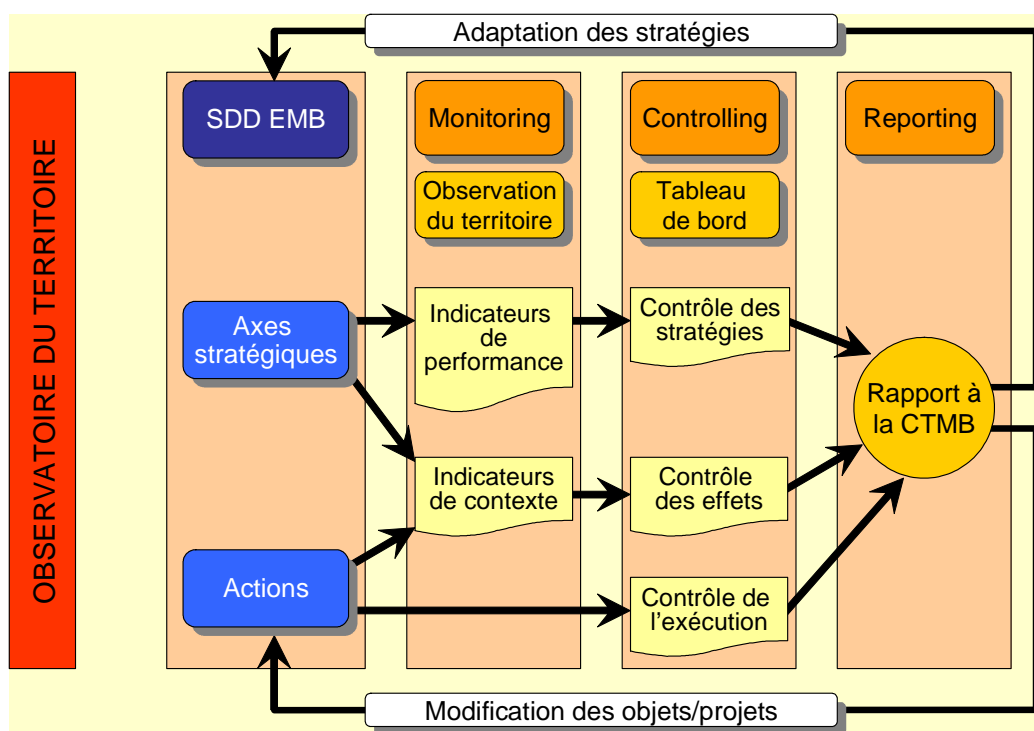 Adaptation des stratégies
OBSERVATOIRE DU TERRITOIRE
SDD EMB
Monitoring
Controlling
Reporting
Observation
du territoire
Tableau
de bord
Axes
stratégiques
Indicateurs
de
performance
Contrôle des
stratégies
Rapport à
la CTMB
Indicateurs
de contexte
Contrôle
des effets
Actions
Contrôle de
l'exécution
Modification des objets/projets